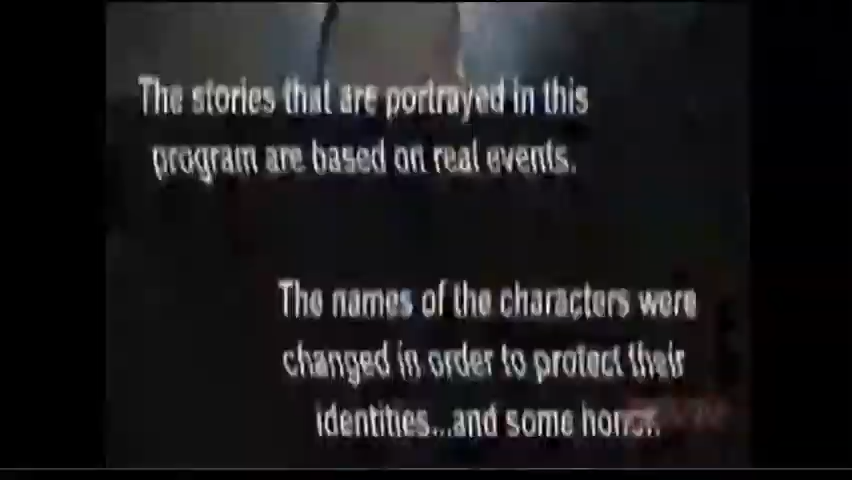 The stories that are portrayed in this
program are based on real events.
The names of the characters were
changed in order to protect their
identities...and some honor.